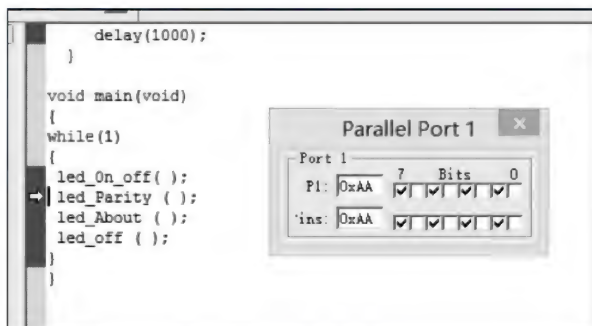 delay(1000);
}
void main(void)
{
while(1)
{
led_On_off( );
led_Parity ( );
led_About ( );
led_off ( );
}
}
Parallel Port 1
Port 1
7 Bits 0
P1: 0xAA
'ins: 0xAA